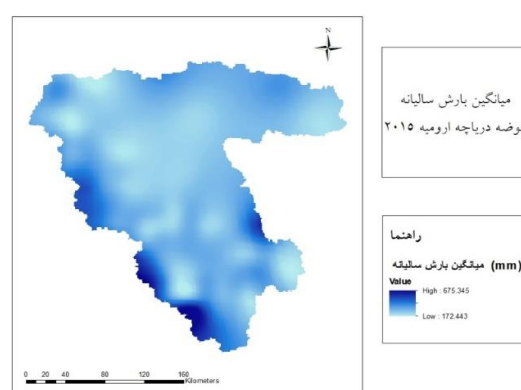 N
میانگین بارش سالیانه
حوضه دریاچه ارومیه ۲۰۱۵
راهنما
میانگین بارش سالیانه (mm)
Value
High : 675.345
Low : 172.443
0 20 40 80 120 160
Kilometers